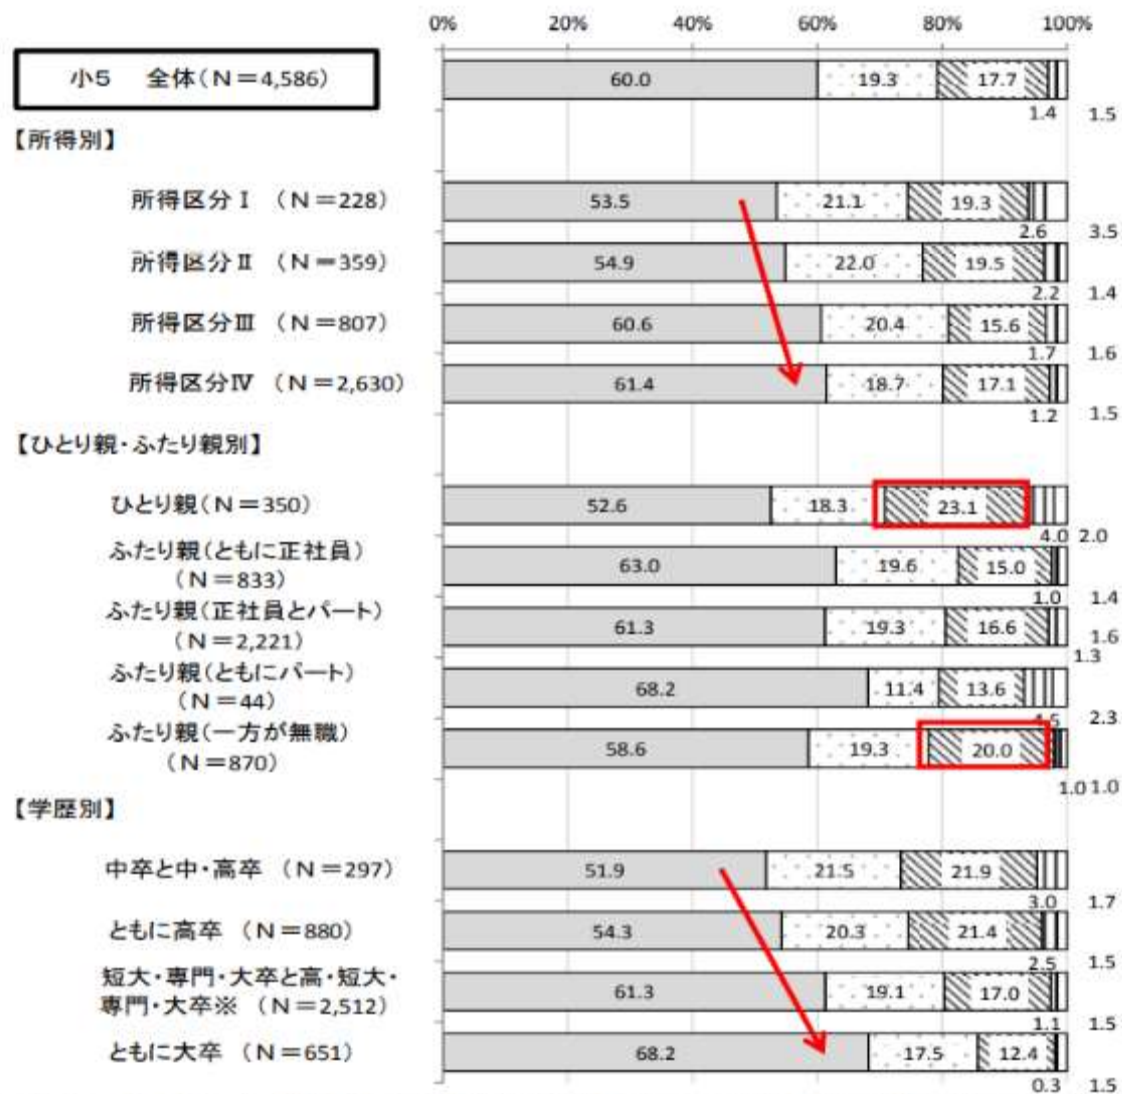 0% 20% 40% 60% 80% 100%
小5 全体(N=4,586) 60.0 19.3 17.7
1.4 1.5
【所得別】
所得区分Ⅰ (N=228) 53.5 21.1 19.3
2.6 3.5
所得区分Ⅱ (N=359) 54.9 22.0 19.5
2.2 1.4
所得区分Ⅲ (N=807) 60.6 20.4 15.6
1.7 1.6
所得区分Ⅳ (N=2,630) 61.4 18.7 17.1
1.2 1.5
【ひとり親・ふたり親別】
ひとり親(N=350) 52.6 18.3 23.1
4.0 2.0
ふたり親(ともに正社員)
(N=833) 63.0 19.6 15.0
1.0 1.4
ふたり親(正社員とパート)
(N=2,221) 61.3 19.3 16.6
1.3 1.6
ふたり親(ともにパート)
(N=44) 68.2 11.4 13.6
4.5 2.3
ふたり親(一方が無職)
(N=870) 58.6 19.3 20.0
1.0 1.0
【学歴別】
中卒と中・高卒 (N=297) 51.9 21.5 21.9
3.0 1.7
ともに高卒 (N=880) 54.3 20.3 21.4
2.5 1.5
短大・専門・大卒と高・短大・
専門・大卒※ (N=2,512) 61.3 19.1 17.0
1.1 1.5
ともに大卒 (N=651) 68.2 17.5 12.4
0.3 1.5